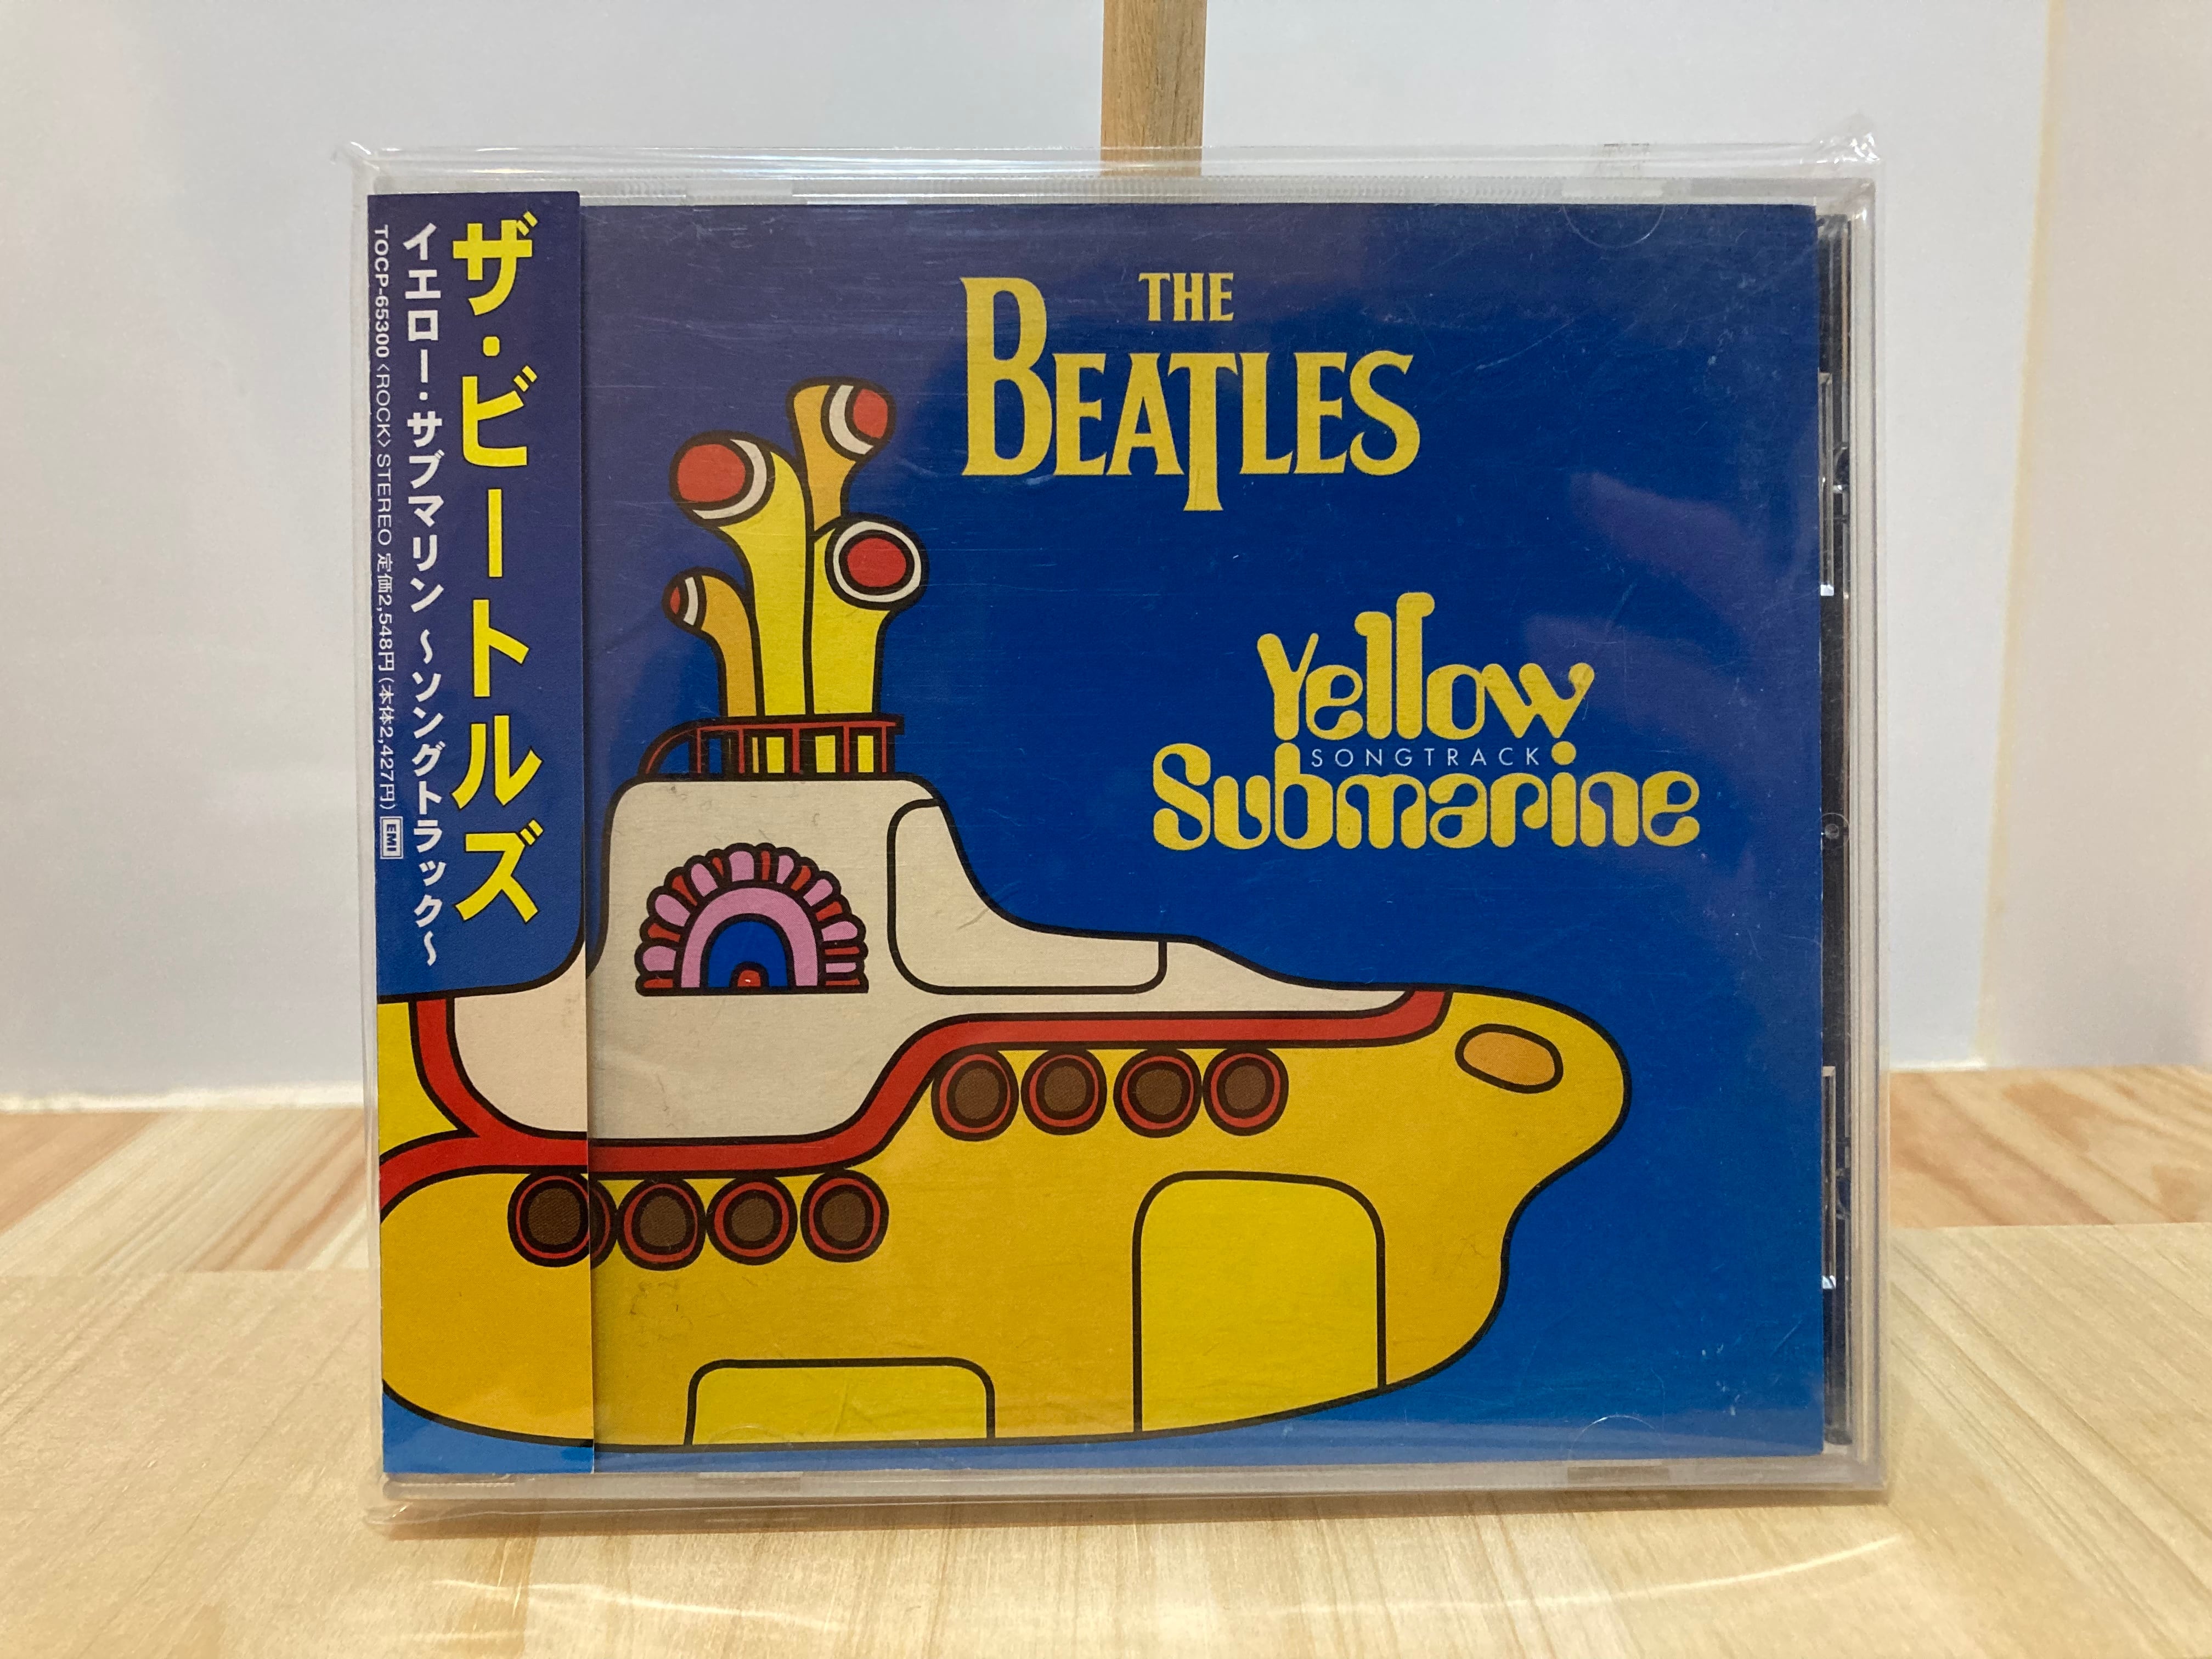 ザ・ビートルズ
イエロー・サブマリン ～ソングトラック～
TOCP-65300〈ROCK〉STEREO 定価2,548円(本体2,427円) EMI
THE
BEATLES
Yellow
SONGTRACK
Submarine